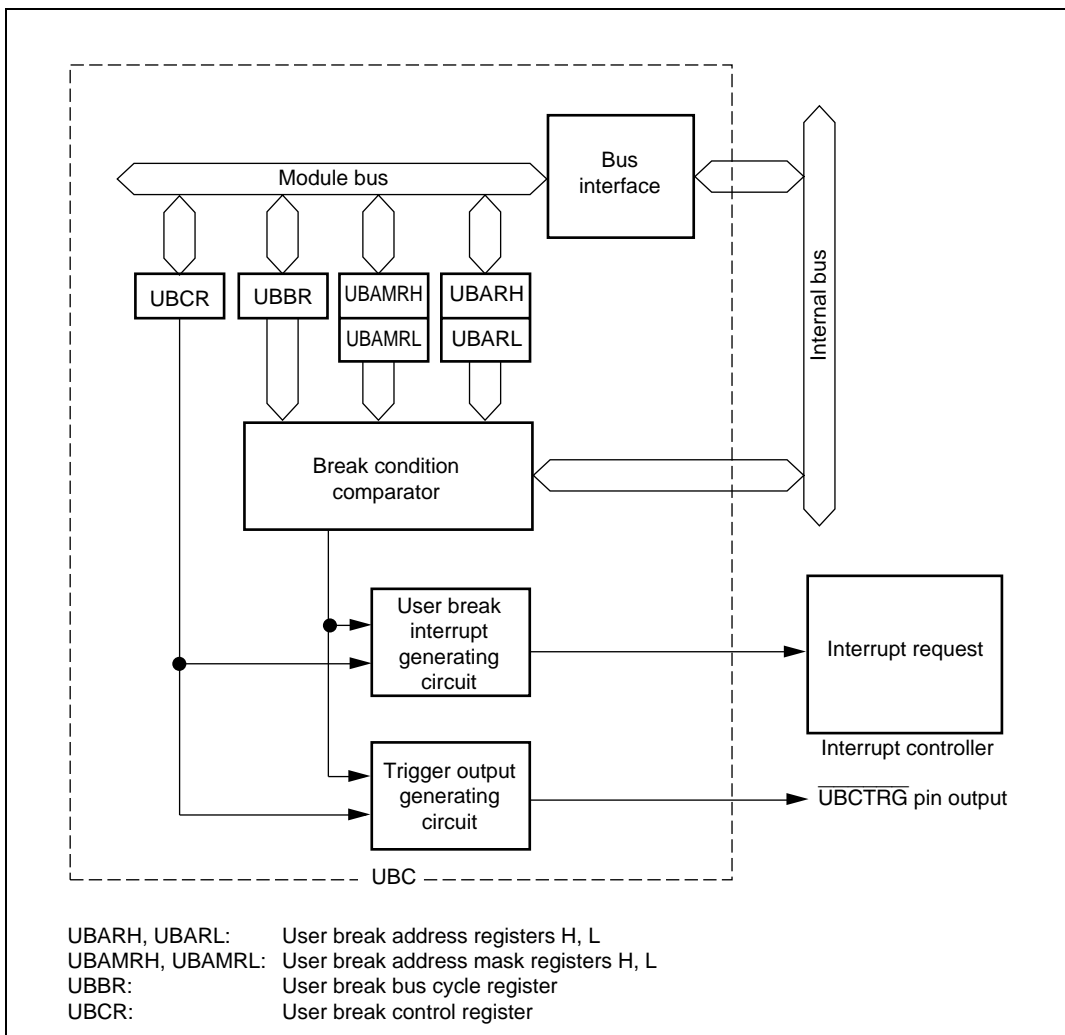 Bus
interface
Module bus
Internal bus
UBCR
UBBR
UBAMRH
UBARH
UBAMRL
UBARL
Break condition
comparator
User break
interrupt
generating
circuit
Interrupt request
Interrupt controller
Trigger output
generating
circuit
UBCTRG pin output
UBC
UBARH, UBARL: User break address registers H, L
UBAMRH, UBAMRL: User break address mask registers H, L
UBBR: User break bus cycle register
UBCR: User break control register